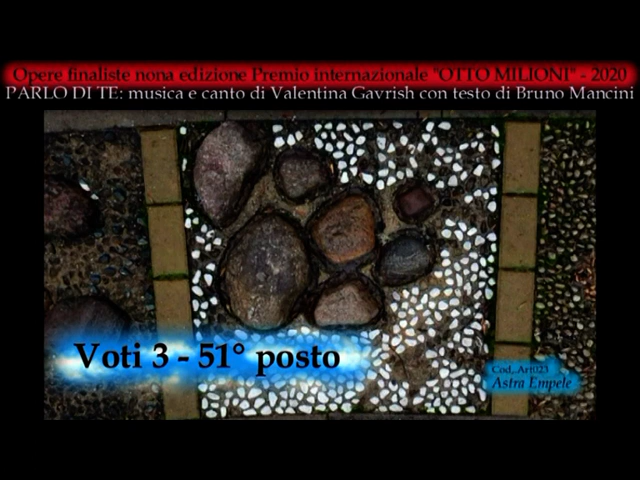 Opere finaliste nona edizione Premio internazionale "OTTO MILIONI" - 2020
PARLO DI TE: musica e canto di Valentina Gavrish con testo di Bruno Mancini
Voti 3 - 51° posto
Cod. Art023
Astra Empele